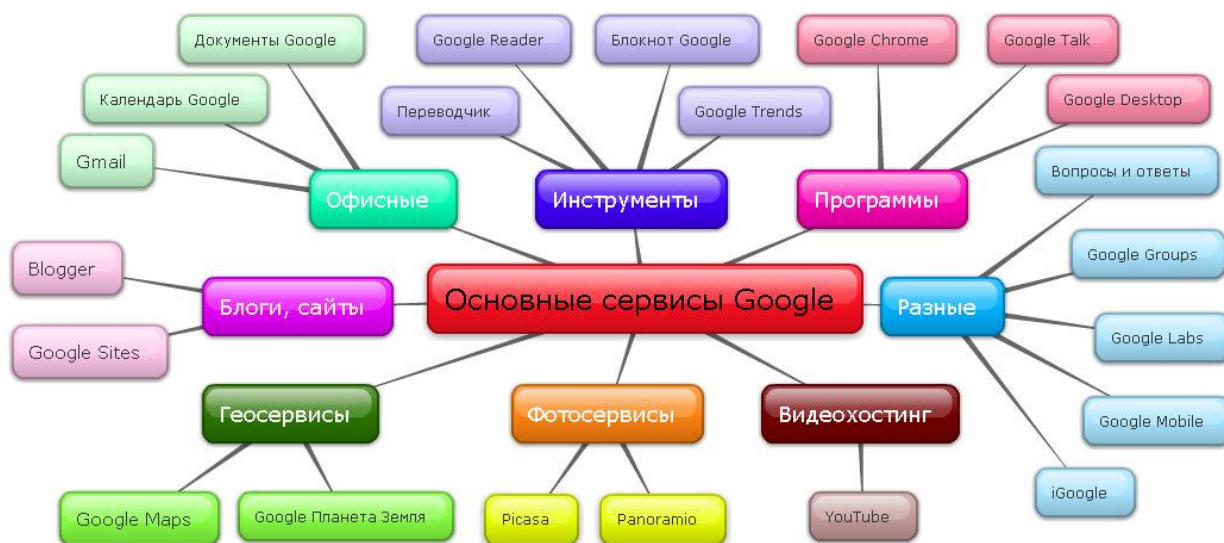 Документы Google
Google Reader
Блокнот Google
Google Chrome
Google Talk
Календарь Google
Переводчик
Google Trends
Google Desktop
Gmail
Офисные
Инструменты
Программы
Вопросы и ответы
Blogger
Блоги, сайты
Основные сервисы Google
Разные
Google Groups
Google Sites
Google Labs
Геосервисы
Фотосервисы
Видеохостинг
Google Mobile
Google Maps
Google Планета Земля
Picasa
Panoramio
YouTube
iGoogle